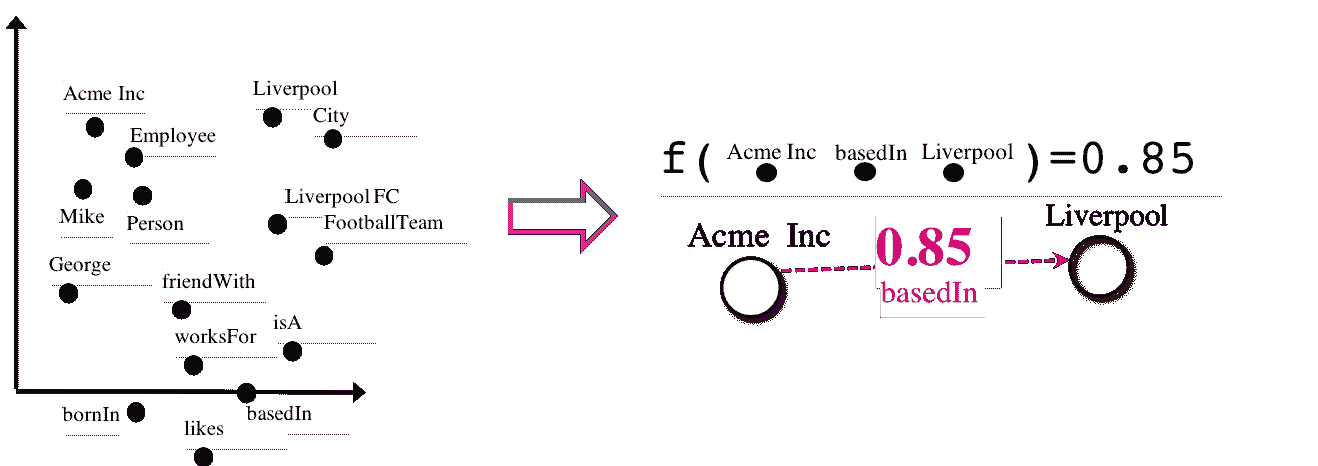 Acme Inc
Employee
Mike
Person
George
Liverpool
City
Liverpool FC
FootballTeam
friendWith
worksFor
isA
bornIn
basedIn
likes
f( Acme Inc basedIn Liverpool )=0.85
Acme Inc
0.85
basedIn
Liverpool